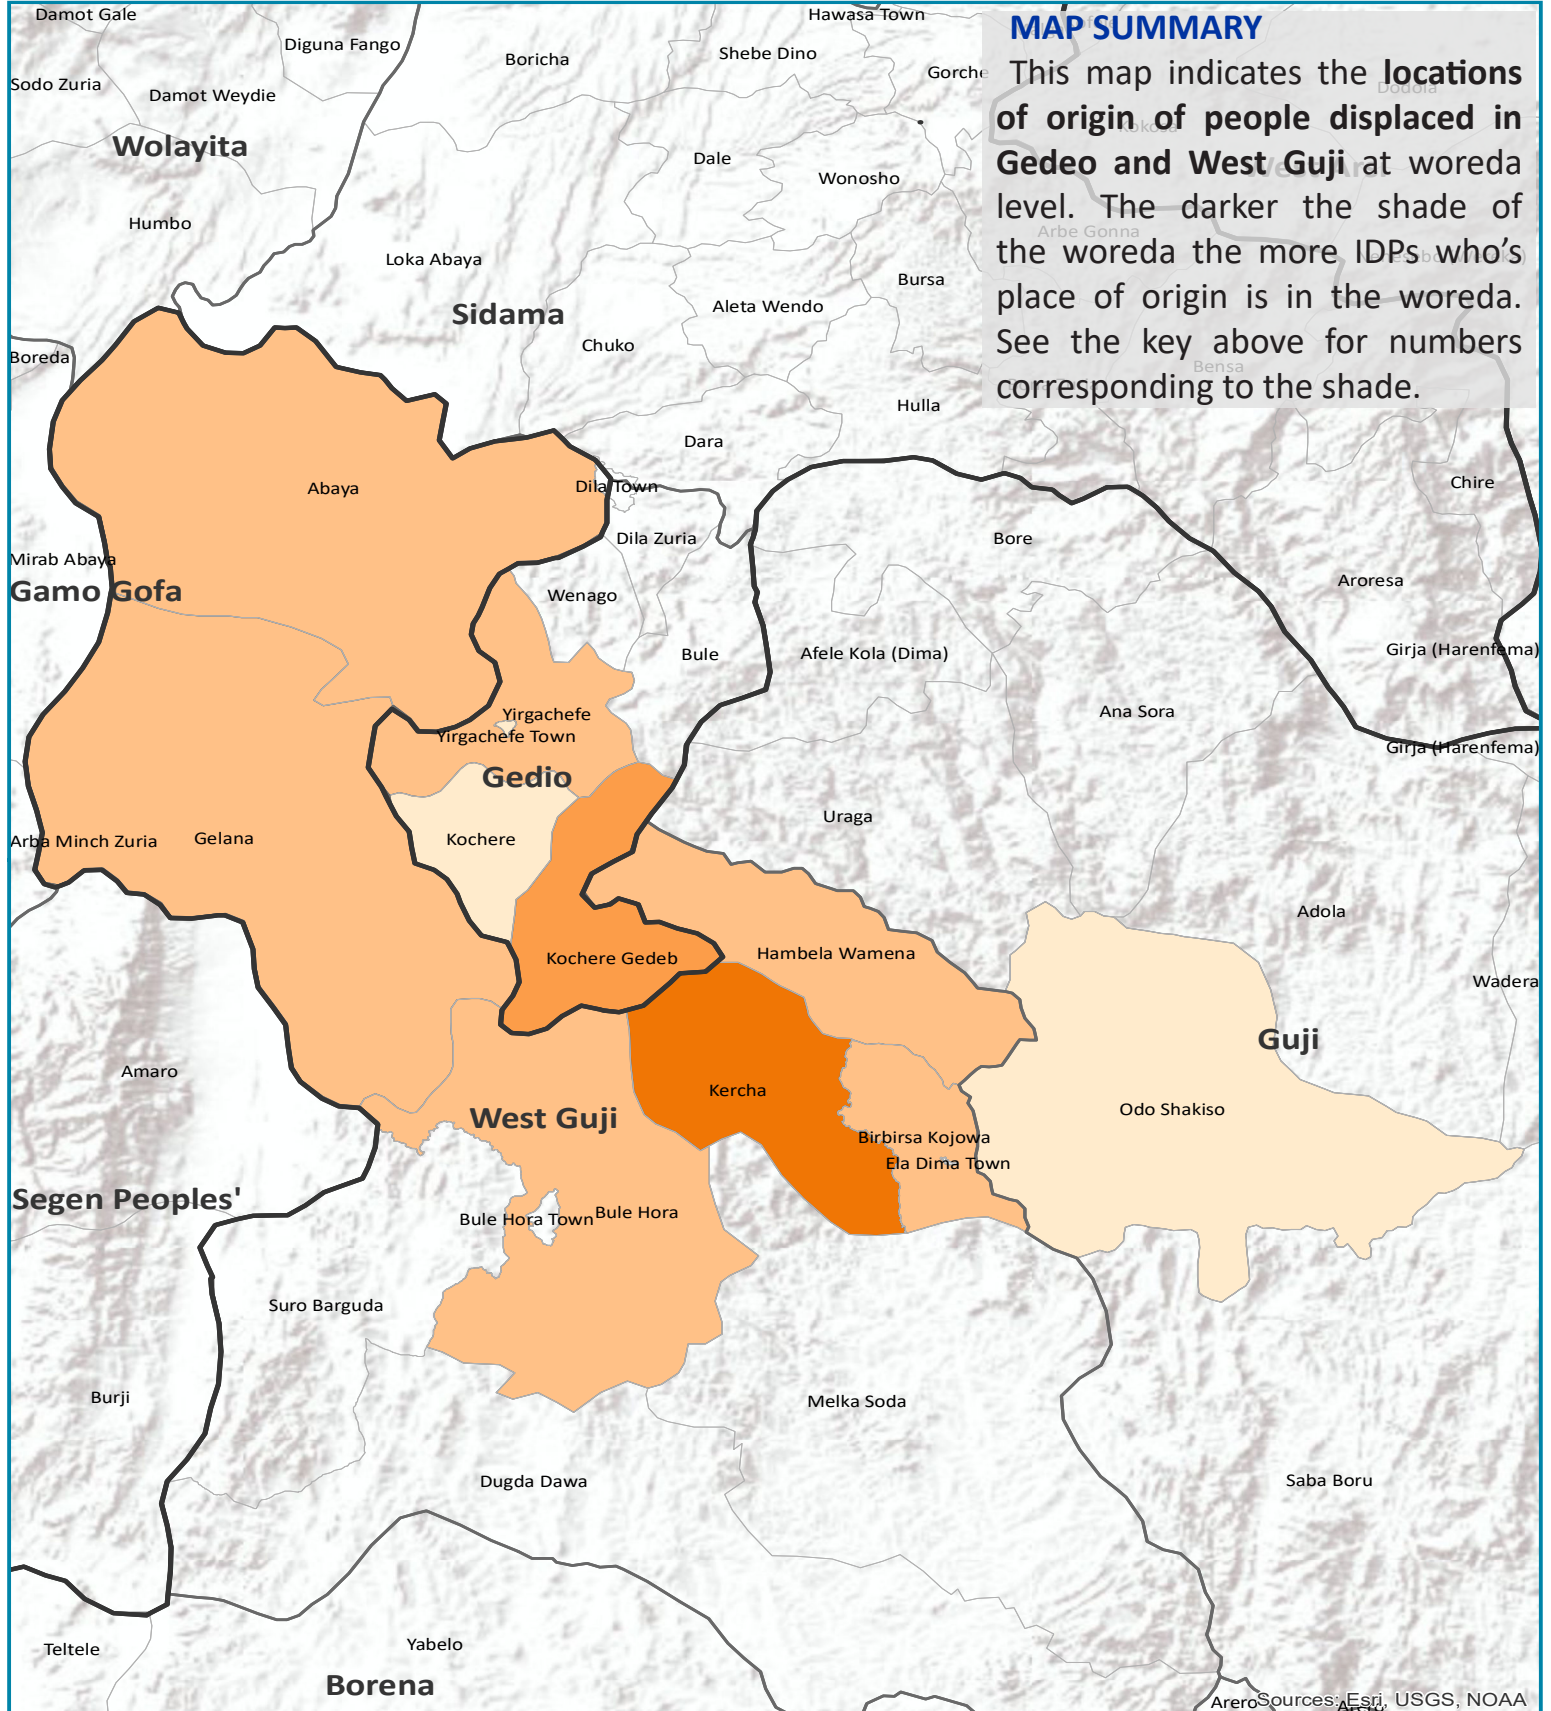 Damot Gale
Hawasa Town
MAP SUMMARY
Diguna Fango
Boricha
Shebe Dino
Gorche
This map indicates the locations
of origin of people displaced in
Gedeo and West Guji at woreda
level. The darker the shade of
the woreda the more IDPs who's
place of origin is in the woreda.
See the key above for numbers
corresponding to the shade.
Dodola
Kokosa
Arbe Gonna
Bensa
Sodo Zuria
Damot Weydie
Wolayita
Dale
Wonosho
Humbo
Loka Abaya
Bursa
Sidama
Aleta Wendo
Chuko
Boreda
Hulla
Dara
Abaya
Dila Town
Chire
Dila Zuria
Bore
Mirab Abaya
Gamo Gofa
Wenago
Aroresa
Bule
Afele Kola (Dima)
Girja (Harenfema)
Yirgachefe
Ana Sora
Yirgachefe Town
Girja (Harenfema)
Gedio
Uraga
Arba Minch Zuria
Gelana
Kochere
Adola
Kochere Gedeb
Hambela Wamena
Wadera
Guji
Amaro
Kercha
West Guji
Odo Shakiso
Birbirsa Kojowa
Ela Dima Town
Segen Peoples'
Bule Hora Town
Bule Hora
Suro Barguda
Burji
Melka Soda
Dugda Dawa
Saba Boru
Teltele
Yabelo
Borena
Arero
Arero
Sources: Esri, USGS, NOAA